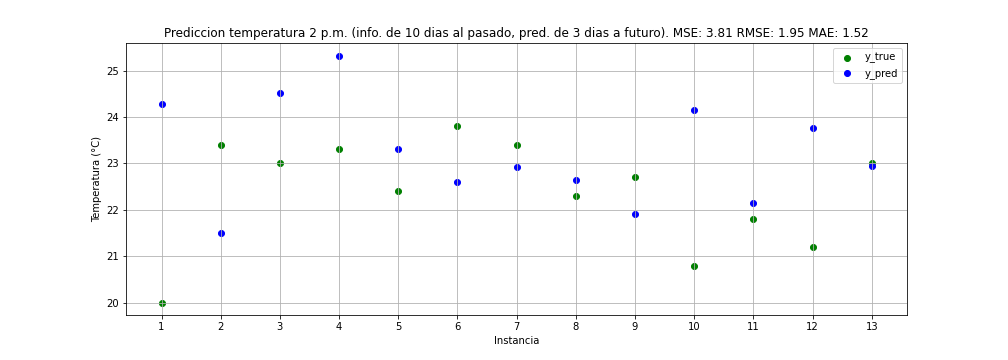 Prediccion temperatura 2 p.m. (info. de 10 dias al pasado, pred. de 3 dias a futuro). MSE: 3.81 RMSE: 1.95 MAE: 1.52
y_true
y_pred
Temperatura (°C)
25
24
23
22
21
20
1 2 3 4 5 6 7 8 9 10 11 12 13
Instancia